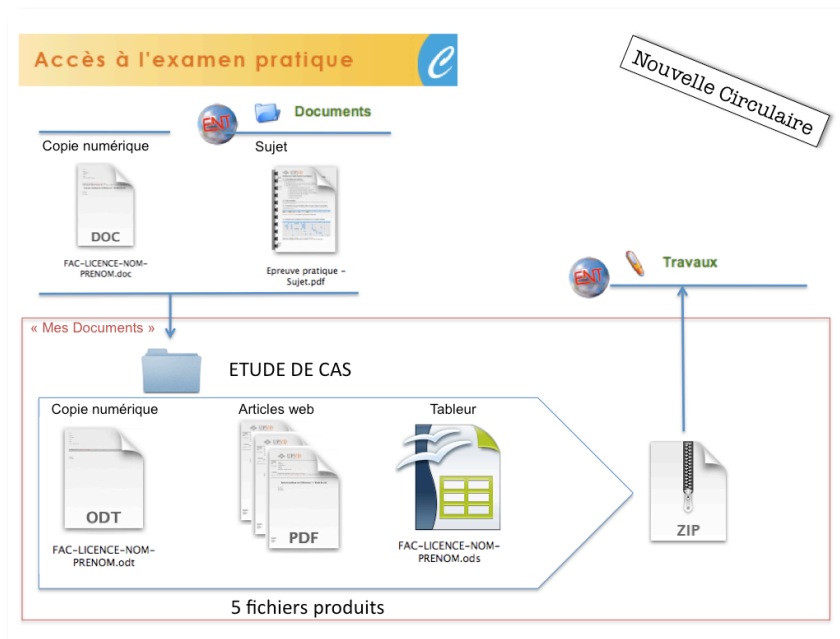 Accès à l'examen pratique
Nouvelle Circulaire
ENT
Documents
Copie numérique
Sujet
DOC
FAC-LICENCE-NOM-
PRENOM.doc
Epreuve pratique -
Sujet.pdf
ENT
Travaux
« Mes Documents »
ETUDE DE CAS
Copie numérique
Articles web
Tableur
ODT
PDF
ZIP
FAC-LICENCE-NOM-
PRENOM.odt
FAC-LICENCE-NOM-
PRENOM.ods
5 fichiers produits